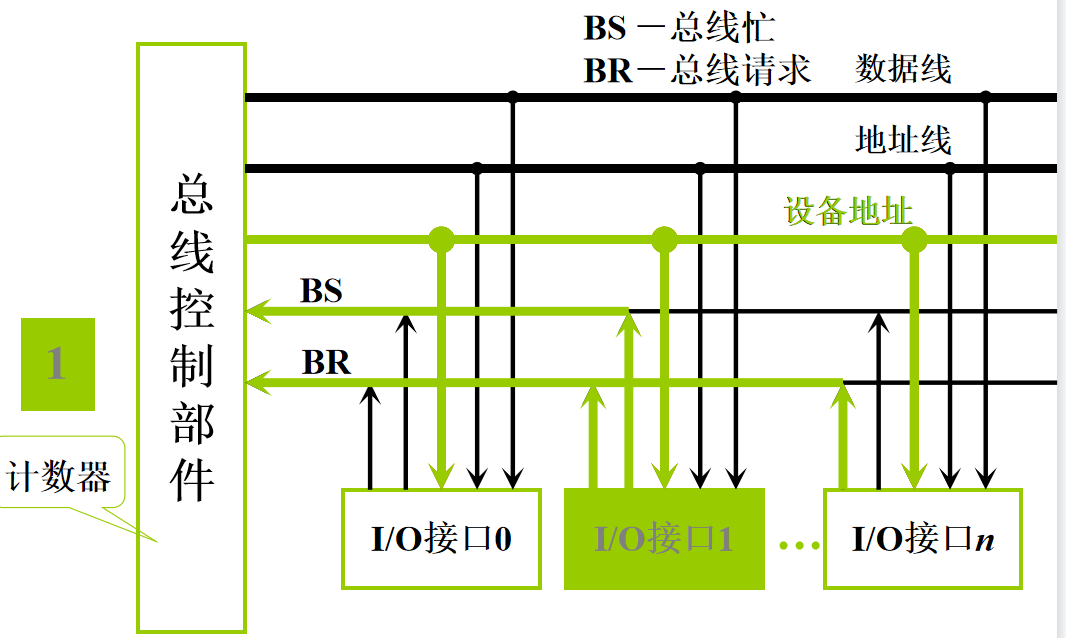 BS－总线忙
BR－总线请求
数据线
地址线
设备地址
BS
BR
总线控制部件
1
计数器
I/O接口0
I/O接口1
I/O接口n